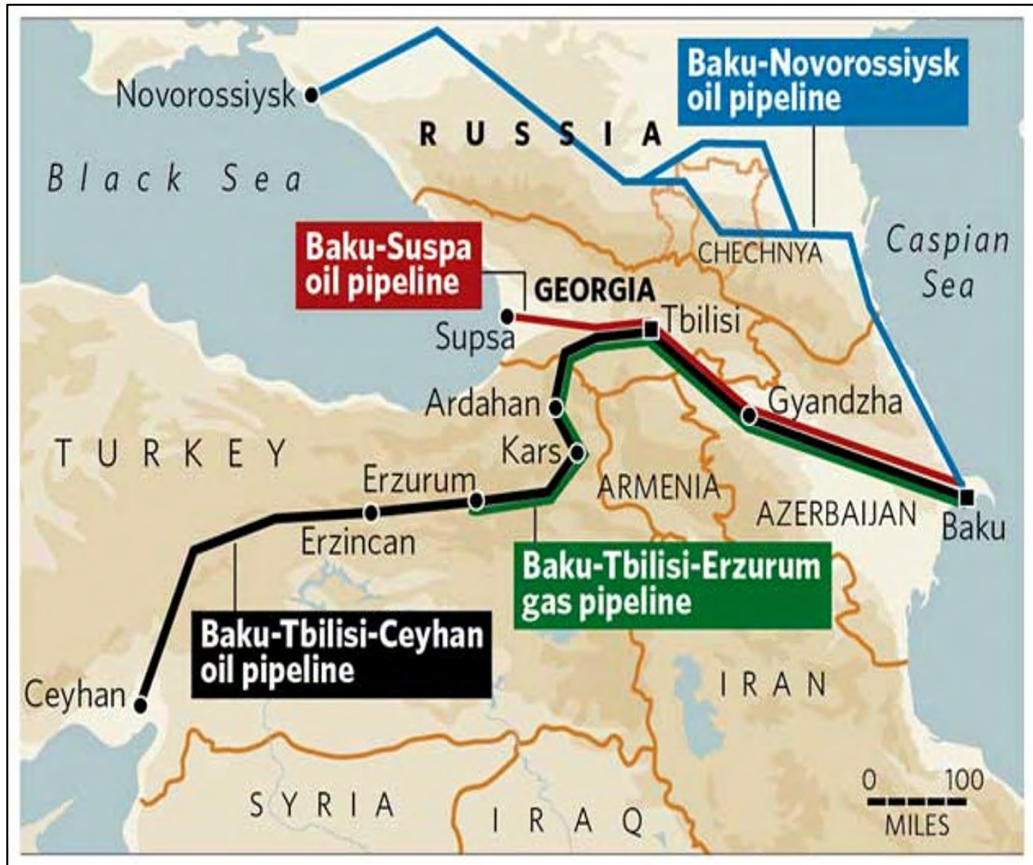 Baku-Novorossiysk
oil pipeline
Novorossiysk
RUSSIA
Black Sea
Baku-Suspa
oil pipeline
CHECHNYA
Caspian
Sea
GEORGIA
Supsa
Tbilisi
Ardahan
Gyandzha
TURKEY
Kars
Erzurum
ARMENIA
AZERBAIJAN
Baku
Erzincan
Baku-Tbilisi-Erzurum
gas pipeline
Baku-Tbilisi-Ceyhan
oil pipeline
Ceyhan
IRAN
0 100
MILES
SYRIA
IRAQ